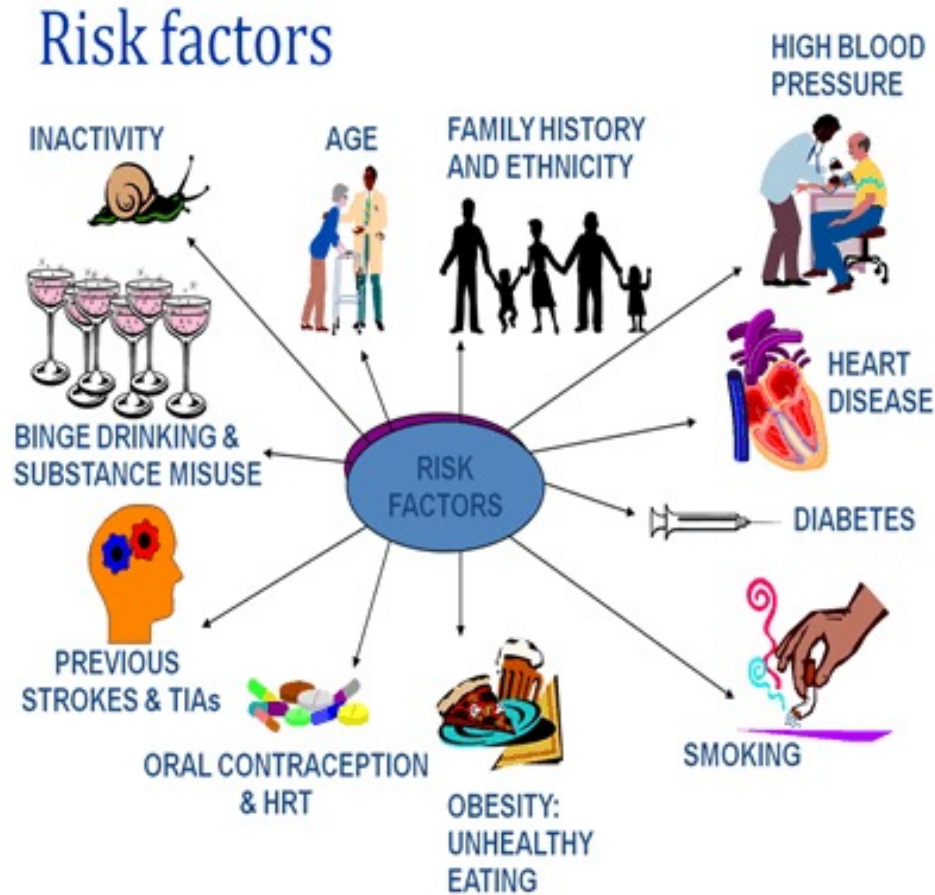 Risk factors
INACTIVITY
AGE
FAMILY HISTORY
AND ETHNICITY
HIGH BLOOD
PRESSURE
HEART
DISEASE
BINGE DRINKING &
SUBSTANCE MISUSE
RISK
FACTORS
DIABETES
PREVIOUS
STROKES & TIAs
ORAL CONTRACEPTION
& HRT
OBESITY:
UNHEALTHY
EATING
SMOKING